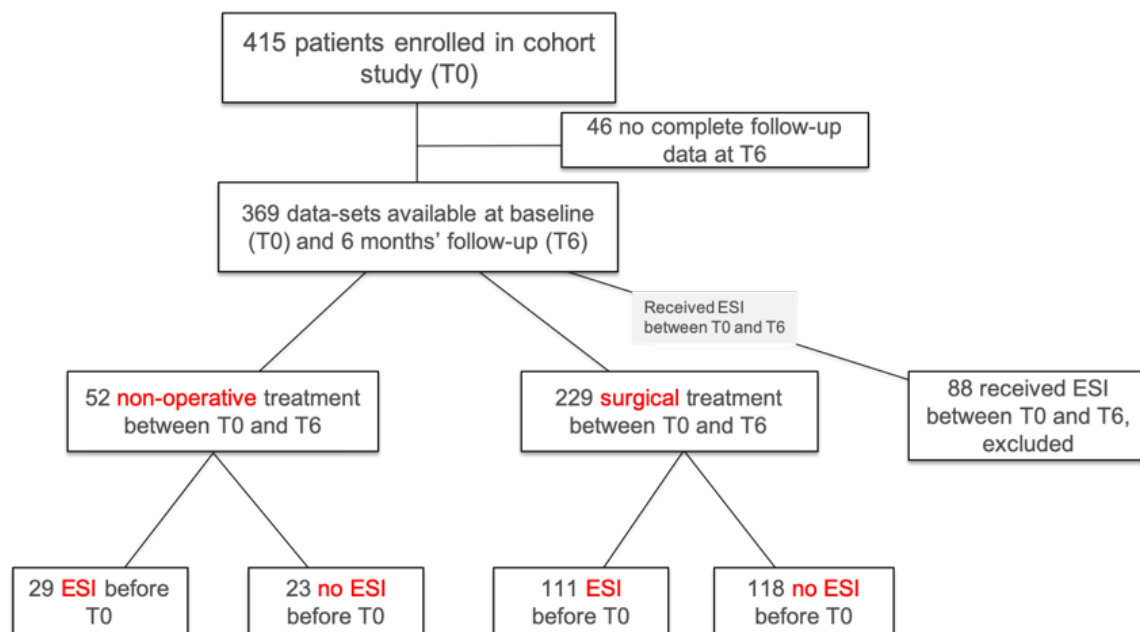 415 patients enrolled in cohort
study (T0)
46 no complete follow-up
data at T6
369 data-sets available at baseline
(T0) and 6 months’ follow-up (T6)
Received ESI
between T0 and T6
52 non-operative treatment
between T0 and T6
229 surgical treatment
between T0 and T6
88 received ESI
between T0 and T6,
excluded
29 ESI before
T0
23 no ESI
before T0
111 ESI
before T0
118 no ESI
before T0